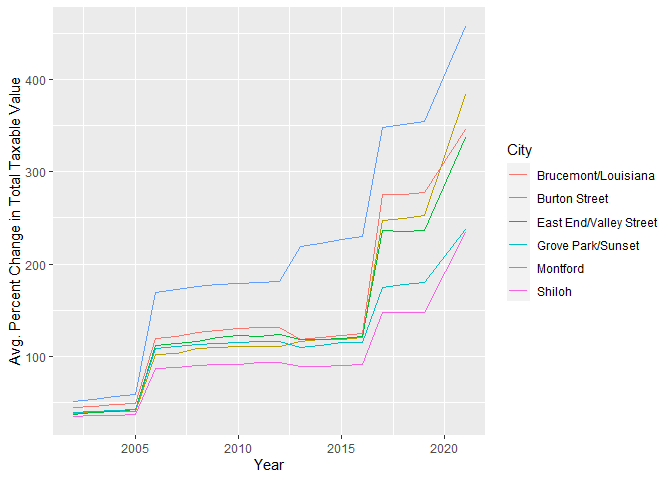 Avg. Percent Change in Total Taxable Value
400
300
200
100
2005
2010
2015
2020
Year
City
Brucemont/Louisiana
Burton Street
East End/Valley Street
Grove Park/Sunset
Montford
Shiloh